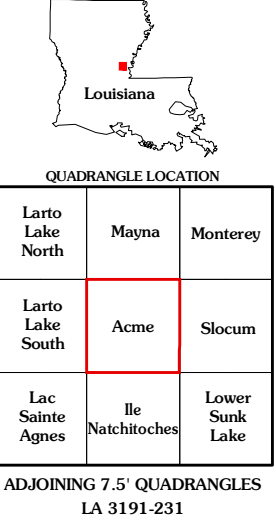 Louisiana
QUADRANGLE LOCATION
Larto
Lake
North
Mayna
Monterey
Larto
Lake
South
Acme
Slocum
Lac
Sainte
Agnes
Ile
Natchitoches
Lower
Sunk
Lake
ADJOINING 7.5' QUADRANGLES
LA 3191-231